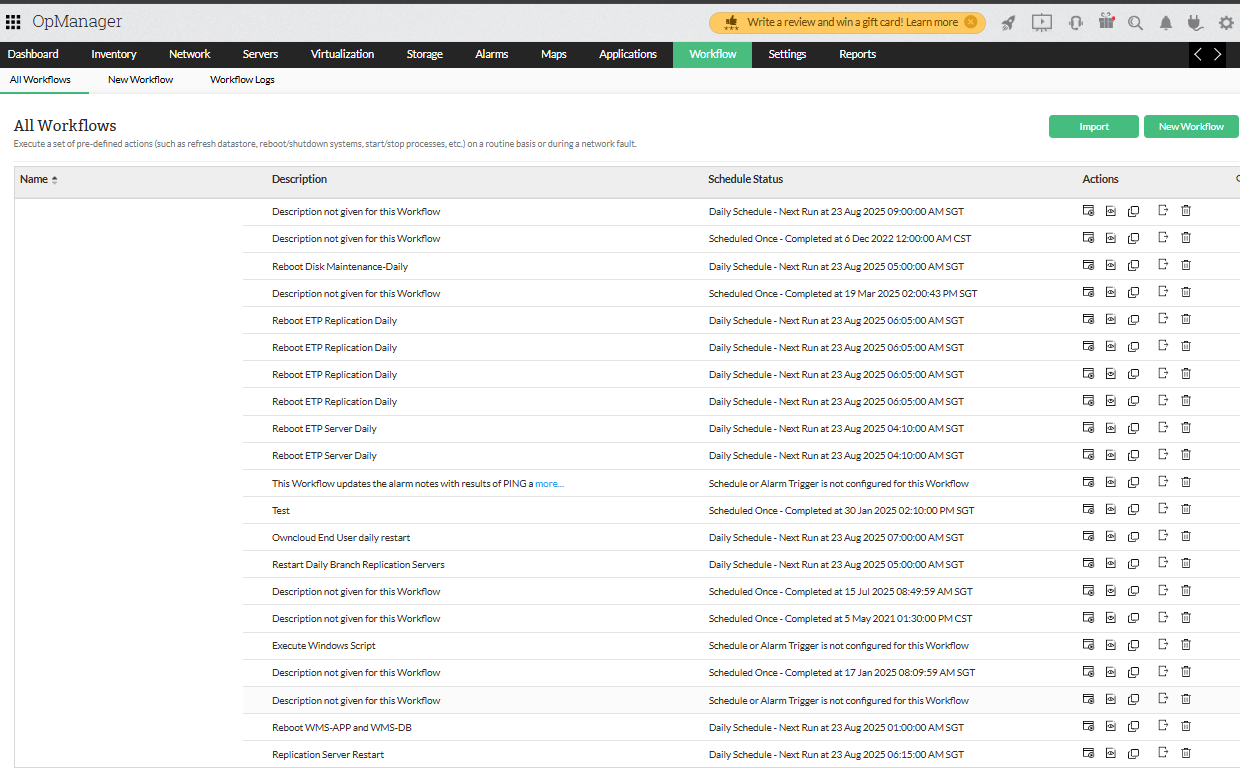 OpManager
Write a review and win a gift card! Learn more
Dashboard Inventory Network Servers Virtualization Storage Alarms Maps Applications Workflow Settings Reports
All Workflows New Workflow Workflow Logs
All Workflows
Import New Workflow
Execute a set of pre-defined actions (such as refresh datastore, reboot/shutdown systems, start/stop processes, etc.) on a routine basis or during a network fault.
Name Description Schedule Status Actions
Description not given for this Workflow Daily Schedule - Next Run at 23 Aug 2025 09:00:00 AM SGT
Description not given for this Workflow Scheduled Once - Completed at 6 Dec 2022 12:00:00 AM CST
Reboot Disk Maintenance-Daily Daily Schedule - Next Run at 23 Aug 2025 05:00:00 AM SGT
Description not given for this Workflow Scheduled Once - Completed at 19 Mar 2025 02:00:43 PM SGT
Reboot ETP Replication Daily Daily Schedule - Next Run at 23 Aug 2025 06:05:00 AM SGT
Reboot ETP Replication Daily Daily Schedule - Next Run at 23 Aug 2025 06:05:00 AM SGT
Reboot ETP Replication Daily Daily Schedule - Next Run at 23 Aug 2025 06:05:00 AM SGT
Reboot ETP Replication Daily Daily Schedule - Next Run at 23 Aug 2025 06:05:00 AM SGT
Reboot ETP Server Daily Daily Schedule - Next Run at 23 Aug 2025 04:10:00 AM SGT
Reboot ETP Server Daily Daily Schedule - Next Run at 23 Aug 2025 04:10:00 AM SGT
This Workflow updates the alarm notes with results of PING a more... Schedule or Alarm Trigger is not configured for this Workflow
Test Scheduled Once - Completed at 30 Jan 2025 02:10:00 PM SGT
Owncloud End User daily restart Daily Schedule - Next Run at 23 Aug 2025 07:00:00 AM SGT
Restart Daily Branch Replication Servers Daily Schedule - Next Run at 23 Aug 2025 05:00:00 AM SGT
Description not given for this Workflow Scheduled Once - Completed at 15 Jul 2025 08:49:59 AM SGT
Description not given for this Workflow Scheduled Once - Completed at 5 May 2021 01:30:00 PM CST
Execute Windows Script Schedule or Alarm Trigger is not configured for this Workflow
Description not given for this Workflow Scheduled Once - Completed at 17 Jan 2025 08:09:59 AM SGT
Description not given for this Workflow Schedule or Alarm Trigger is not configured for this Workflow
Reboot WMS-APP and WMS-DB Daily Schedule - Next Run at 23 Aug 2025 01:00:00 AM SGT
Replication Server Restart Daily Schedule - Next Run at 23 Aug 2025 06:15:00 AM SGT